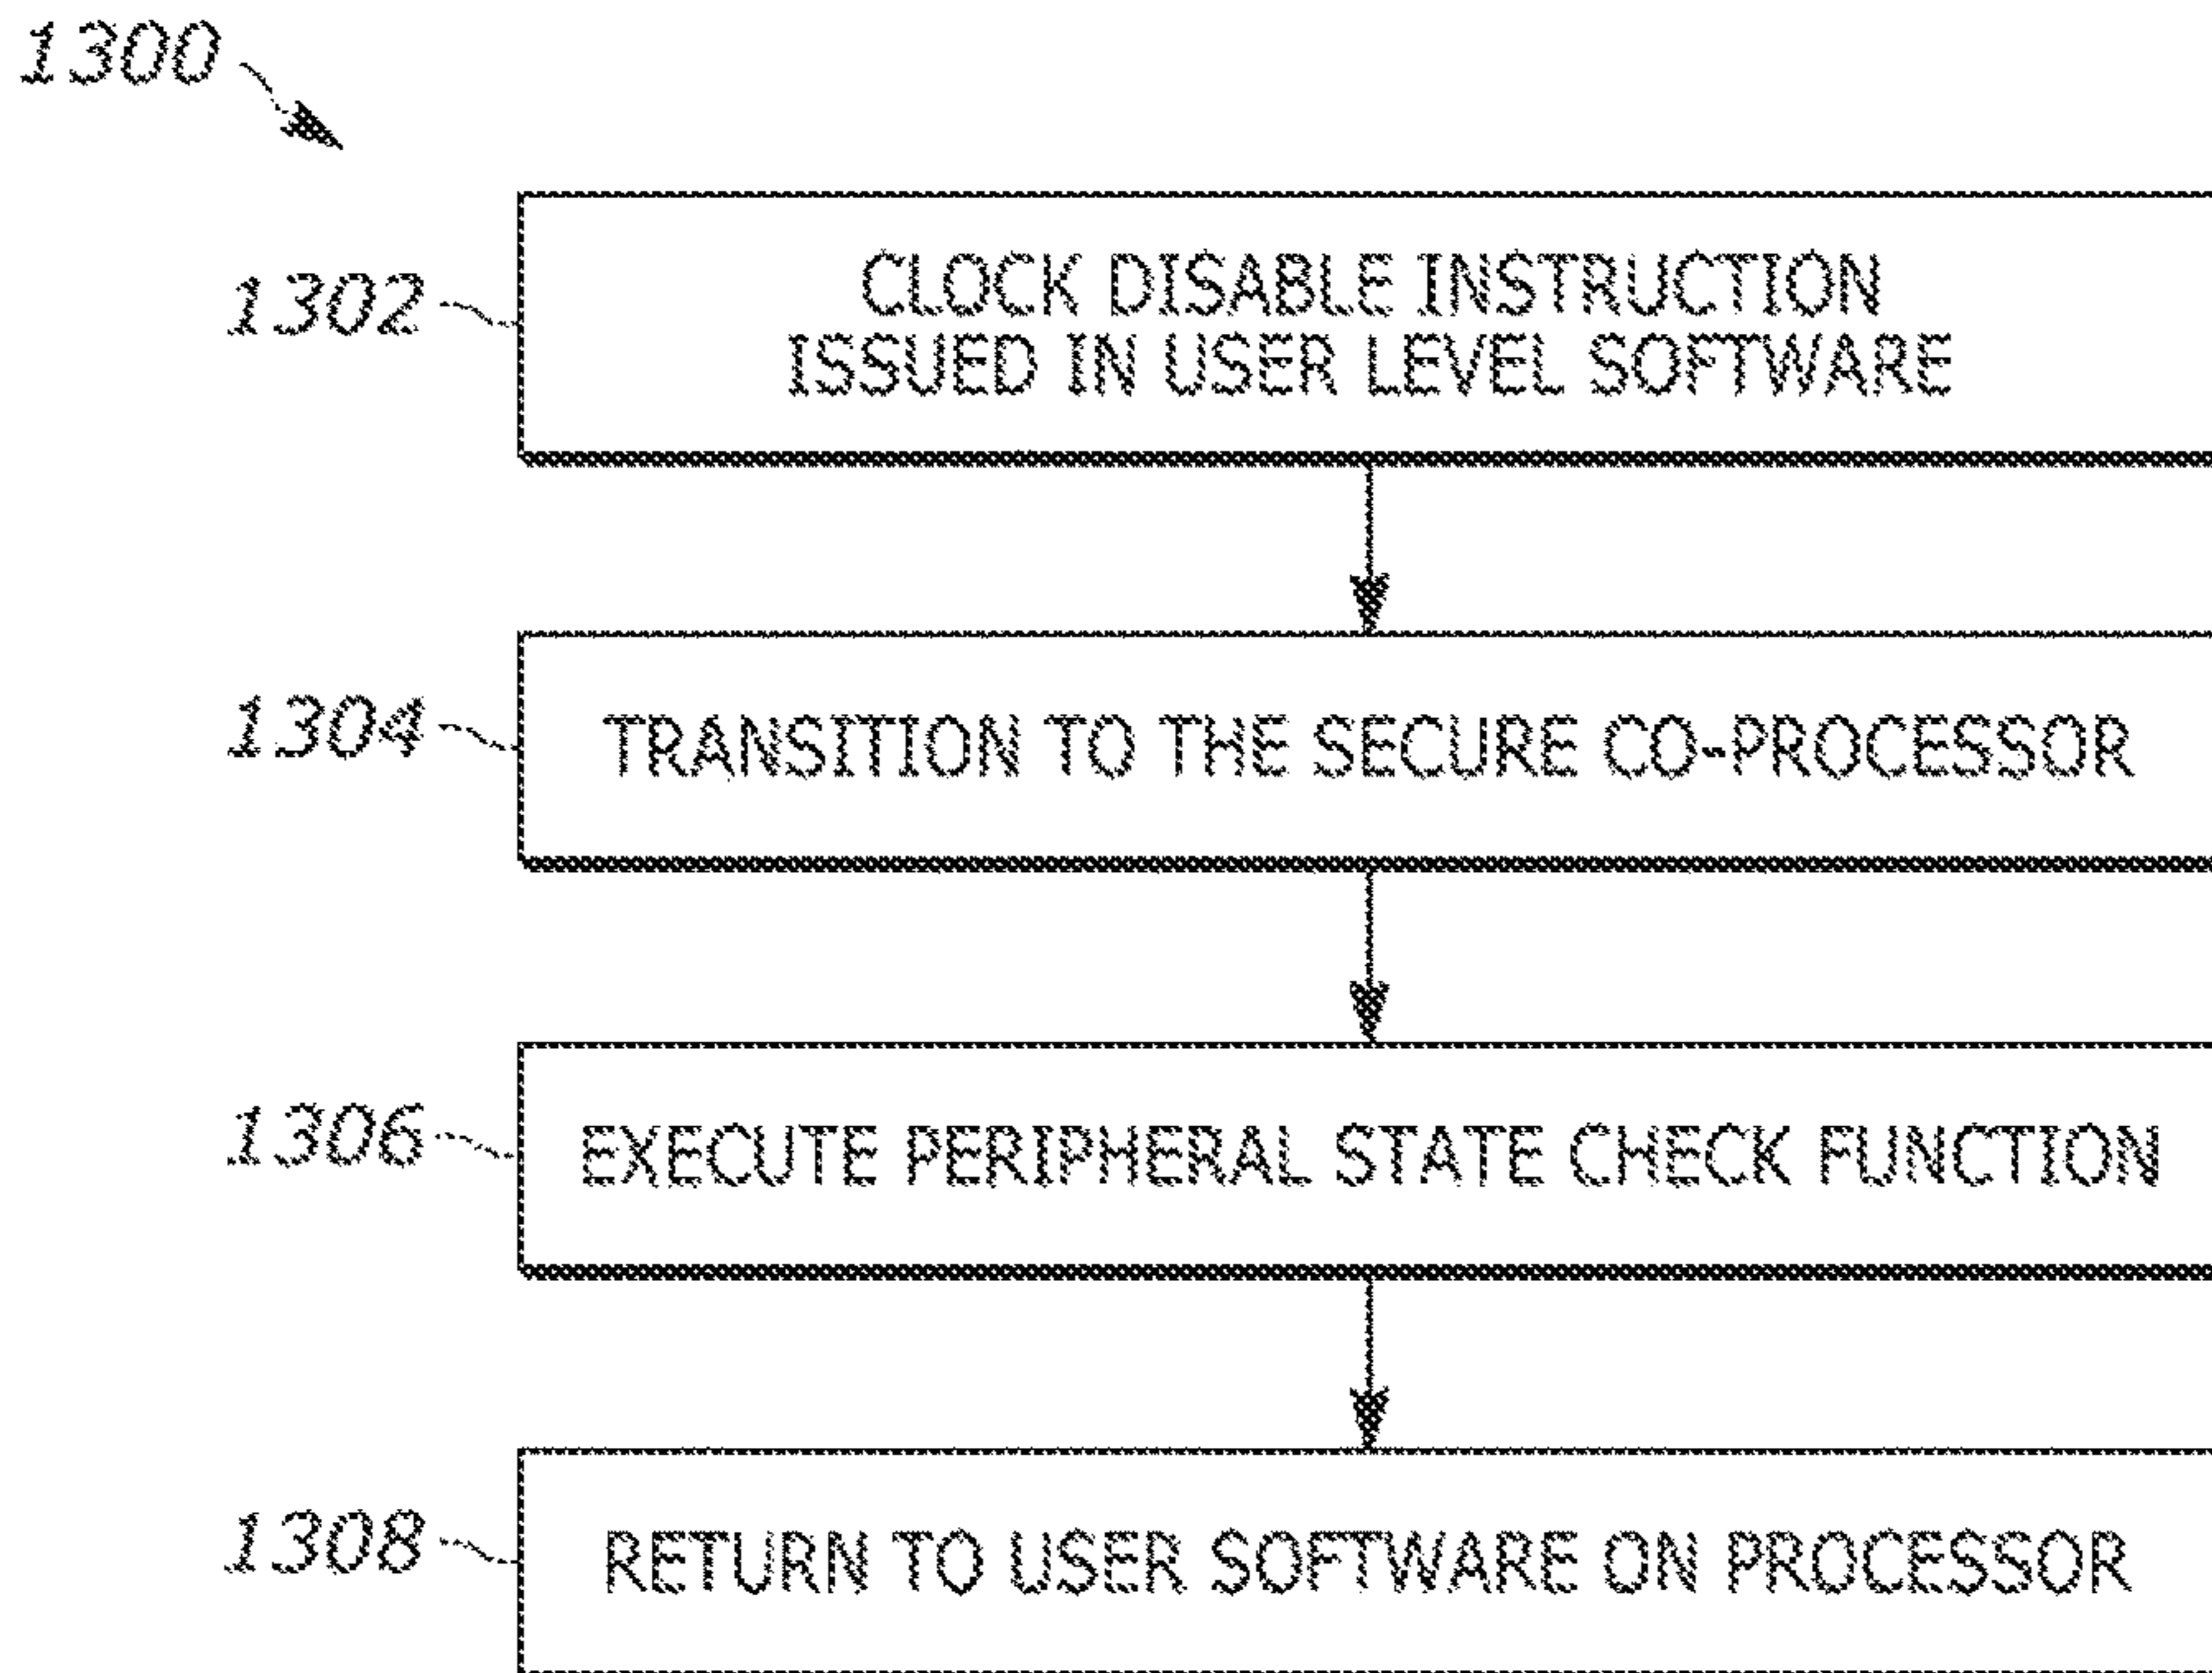 1300
1302
CLOCK DISABLE INSTRUCTION
ISSUED IN USER LEVEL SOFTWARE
1304
TRANSITION TO THE SECURE CO-PROCESSOR
1306
EXECUTE PERIPHERAL STATE CHECK FUNCTION
1308
RETURN TO USER SOFTWARE ON PROCESSOR